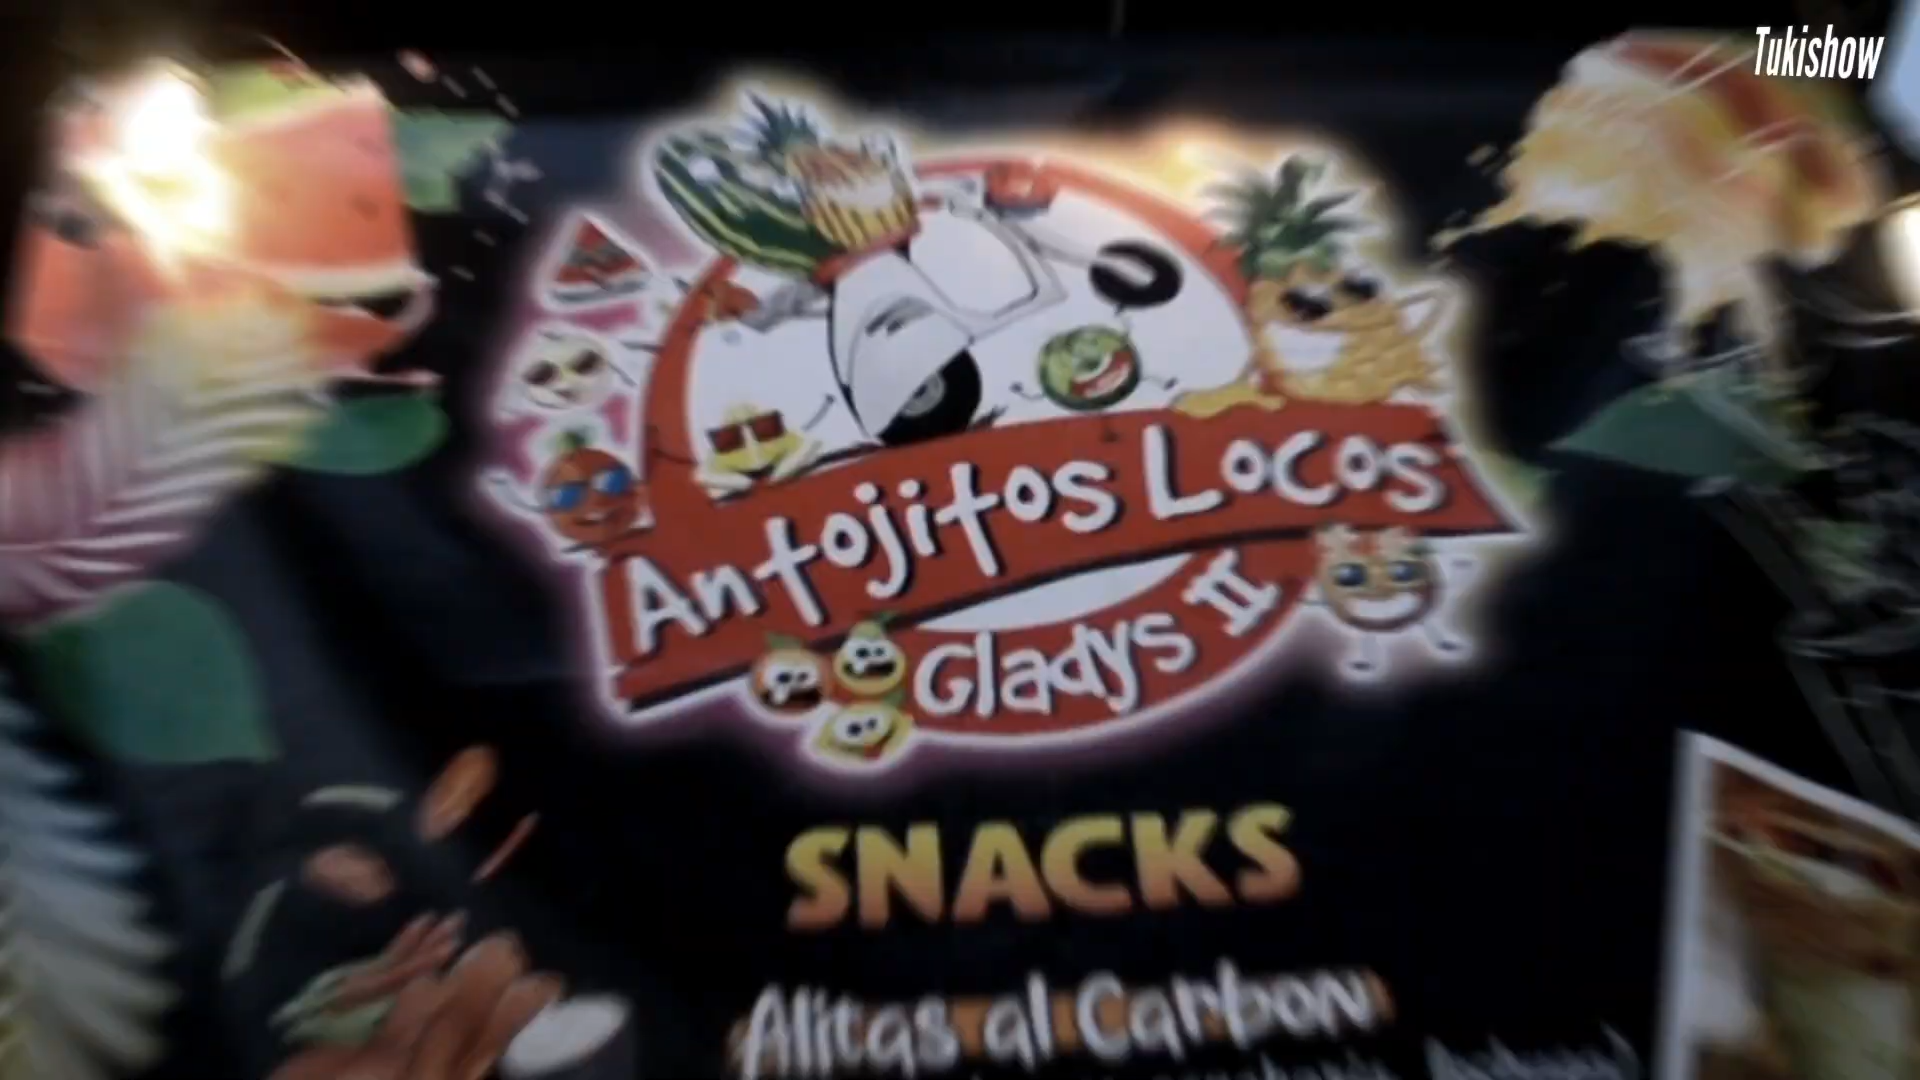 Tukishow
Antojitos Locos
Gladys II
SNACKS
Alitas al Carbon